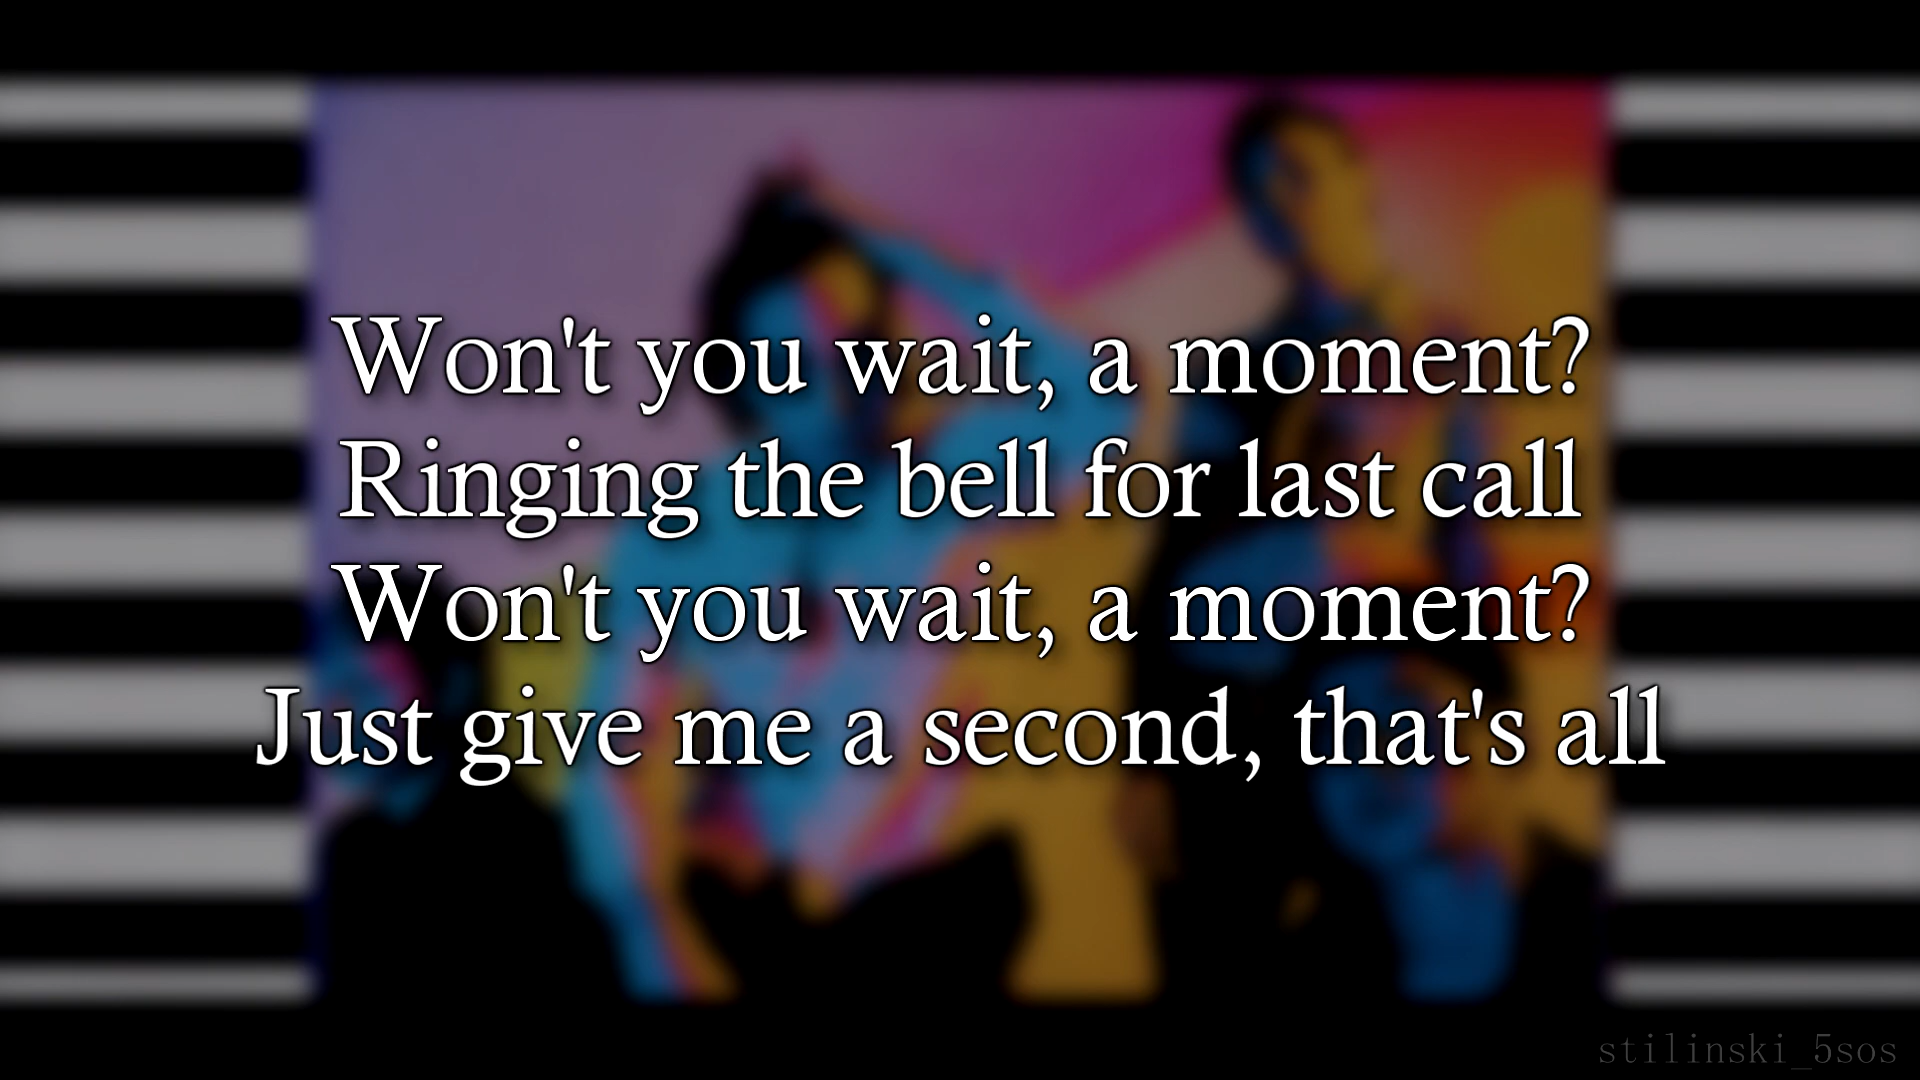 Won't you wait, a moment?
Ringing the bell for last call
Won't you wait, a moment?
Just give me a second, that's all
stilinski_5sos